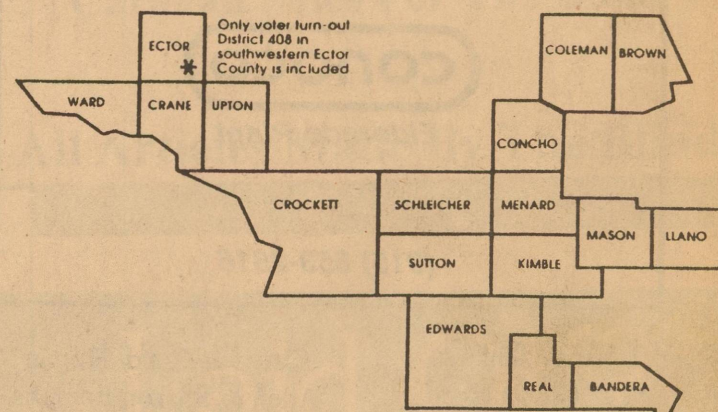 Only voter turn-out
District 408 in
southwestern Ector
County is included
ECTOR
*
COLEMAN
BROWN
WARD
CRANE
UPTON
CONCHO
CROCKETT
SCHLEICHER
MENARD
MASON
LLANO
SUTTON
KIMBLE
EDWARDS
REAL
BANDERA